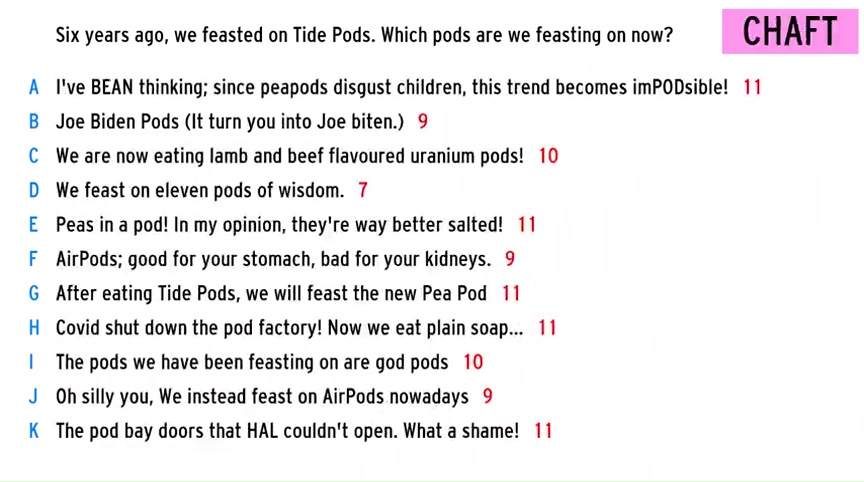 Six years ago, we feasted on Tide Pods. Which pods are we feasting on now?
CHAFT
A I've BEAN thinking; since peapods disgust children, this trend becomes imPODsible! 11
B Joe Biden Pods (It turn you into Joe biten.) 9
C We are now eating lamb and beef flavoured uranium pods! 10
D We feast on eleven pods of wisdom. 7
E Peas in a pod! In my opinion, they're way better salted! 11
F AirPods; good for your stomach, bad for your kidneys. 9
G After eating Tide Pods, we will feast the new Pea Pod 11
H Covid shut down the pod factory! Now we eat plain soap... 11
I The pods we have been feasting on are god pods 10
J Oh silly you, We instead feast on AirPods nowadays 9
K The pod bay doors that HAL couldn't open. What a shame! 11